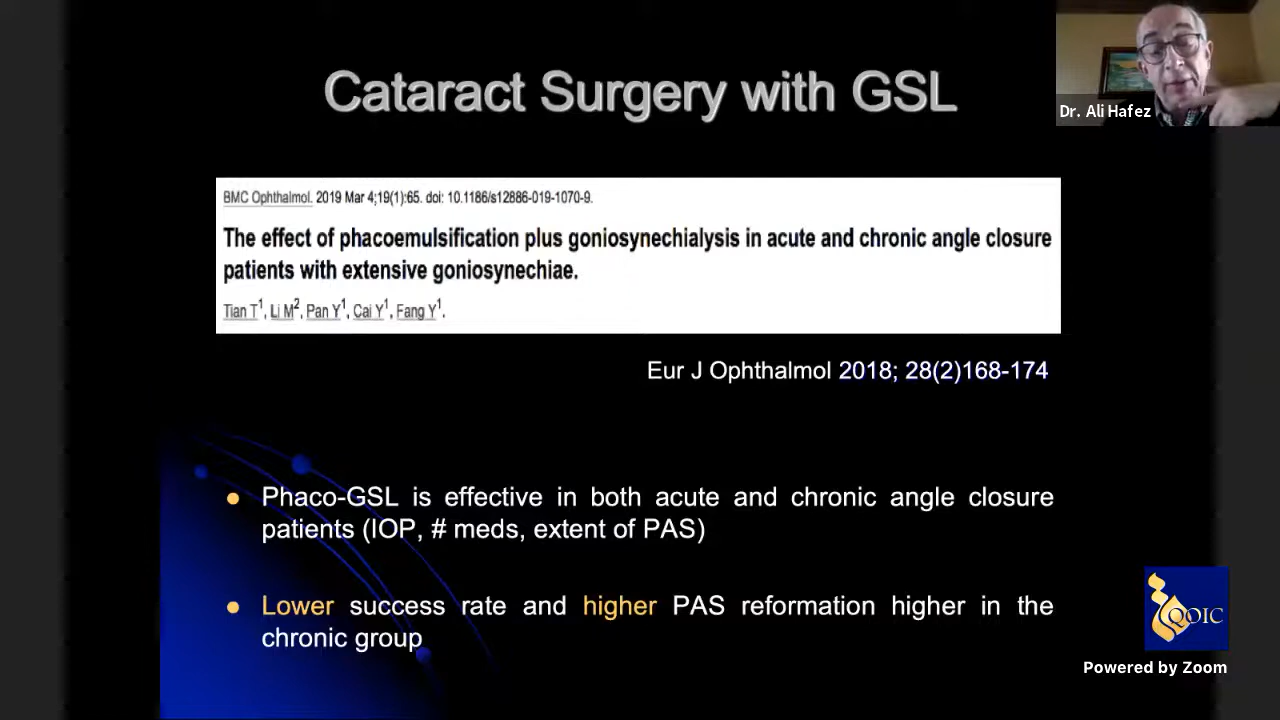 Cataract Surgery with GSL
Dr. Ali Hafez
BMC Ophthalmol. 2019 Mar 4;19(1):65. doi: 10.1186/s12886-019-1070-9.
The effect of phacoemulsification plus goniosynechialysis in acute and chronic angle closure
patients with extensive goniosynechiae.
Tian T1, Li M2, Pan Y1, Cai Y1, Fang Y1.
Eur J Ophthalmol 2018; 28(2)168-174
● Phaco-GSL is effective in both acute and chronic angle closure
patients (IOP, # meds, extent of PAS)
● Lower success rate and higher PAS reformation higher in the
chronic group
QOIC
Powered by Zoom